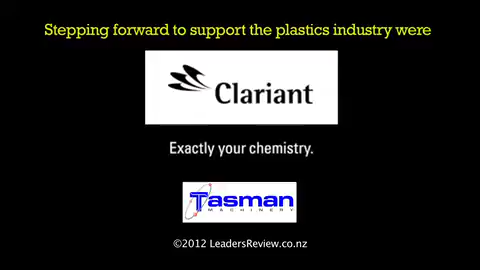 Stepping forward to support the plastics industry were
Clariant
Exactly your chemistry.
Tasman
MACHINERY
©2012 LeadersReview.co.nz